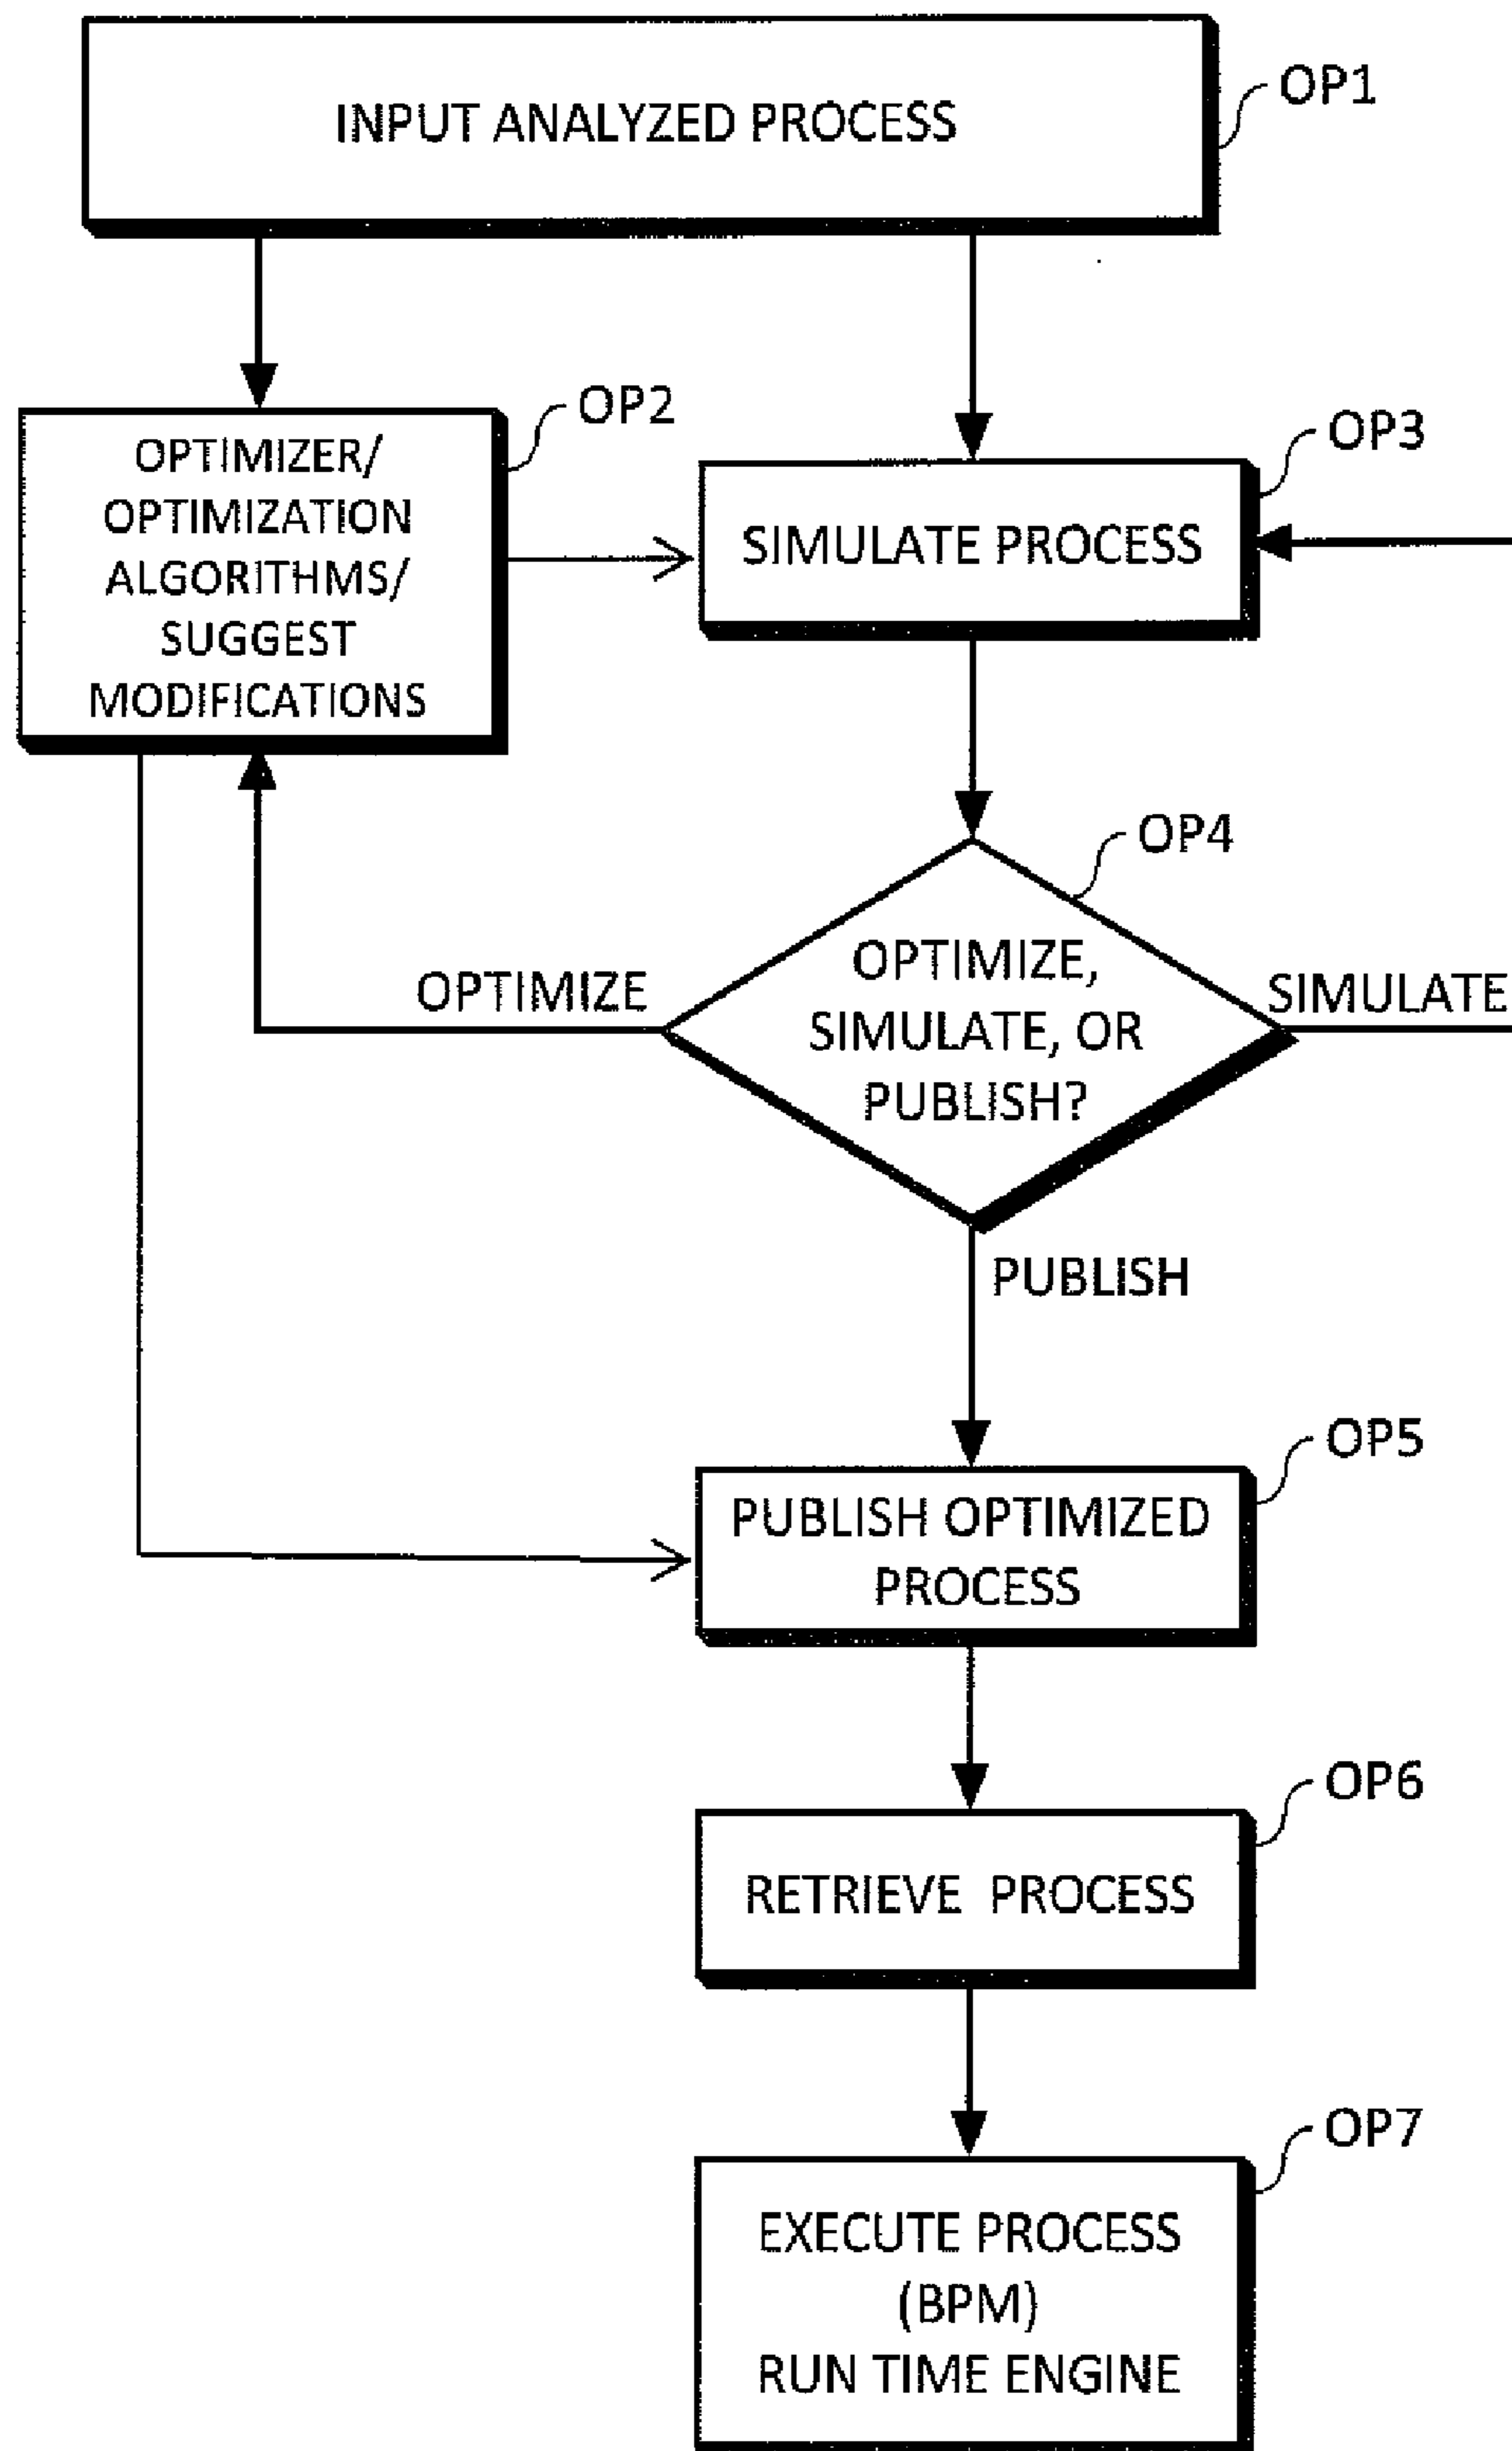 INPUT ANALYZED PROCESS
OP1
OP2
OPTIMIZER/
OPTIMIZATION
ALGORITHMS/
SUGGEST
MODIFICATIONS
OP3
SIMULATE PROCESS
OP4
OPTIMIZE,
SIMULATE, OR
PUBLISH?
OPTIMIZE
SIMULATE
PUBLISH
OP5
PUBLISH OPTIMIZED
PROCESS
OP6
RETRIEVE PROCESS
OP7
EXECUTE PROCESS
(BPM)
RUN TIME ENGINE